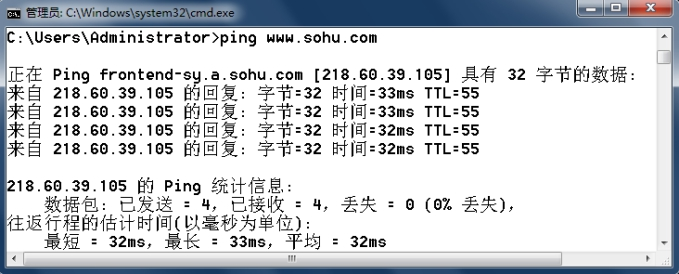 管理员: C:\Windows\system32\cmd.exe
C:\Users\Administrator>ping www.sohu.com
正在 Ping frontend-sy.a.sohu.com [218.60.39.105] 具有 32 字节的数据:
来自 218.60.39.105 的回复: 字节=32 时间=33ms TTL=55
来自 218.60.39.105 的回复: 字节=32 时间=33ms TTL=55
来自 218.60.39.105 的回复: 字节=32 时间=32ms TTL=55
来自 218.60.39.105 的回复: 字节=32 时间=32ms TTL=55
218.60.39.105 的 Ping 统计信息:
数据包: 已发送 = 4，已接收 = 4，丢失 = 0 (0% 丢失)，
往返行程的估计时间(以毫秒为单位):
最短 = 32ms，最长 = 33ms，平均 = 32ms